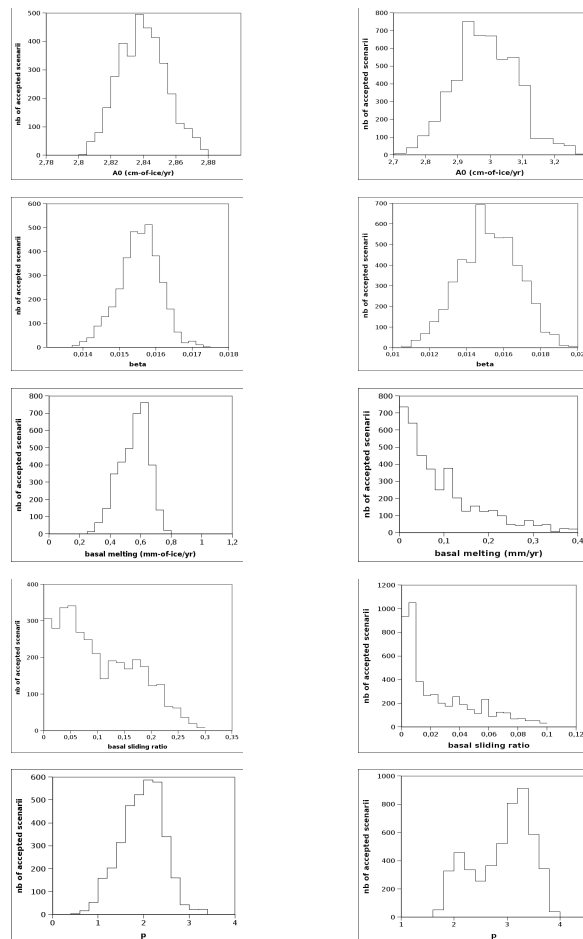 500
400
300
200
100
0
nb of accepted scenarii
2,78 2,8 2,82 2,84 2,86 2,88
A0 (cm-of-ice/yr)
800
700
600
500
400
300
200
100
0
nb of accepted scenarii
2,7 2,8 2,9 3 3,1 3,2
A0 (cm-of-ice/yr)
600
500
400
300
200
100
0
nb of accepted scenarii
0,014 0,015 0,016 0,017 0,018
beta
700
600
500
400
300
200
100
0
nb of accepted scenarii
0,01 0,012 0,014 0,016 0,018 0,02
beta
800
700
600
500
400
300
200
100
0
nb of accepted scenarii
0 0,2 0,4 0,6 0,8 1 1,2
basal melting (mm-of-ice/yr)
800
700
600
500
400
300
200
100
0
nb of accepted scenarii
0 0,1 0,2 0,3 0,4
basal melting (mm/yr)
400
300
200
100
0
nb of accepted scenarii
0 0,05 0,1 0,15 0,2 0,25 0,3 0,35
basal sliding ratio
1200
1000
800
600
400
200
0
nb of accepted scenarii
0 0,02 0,04 0,06 0,08 0,1 0,12
basal sliding ratio
600
500
400
300
200
100
0
nb of accepted scenarii
0 1 2 3 4
p
1000
800
600
400
200
0
nb of accepted scenarii
1 2 3 4
p